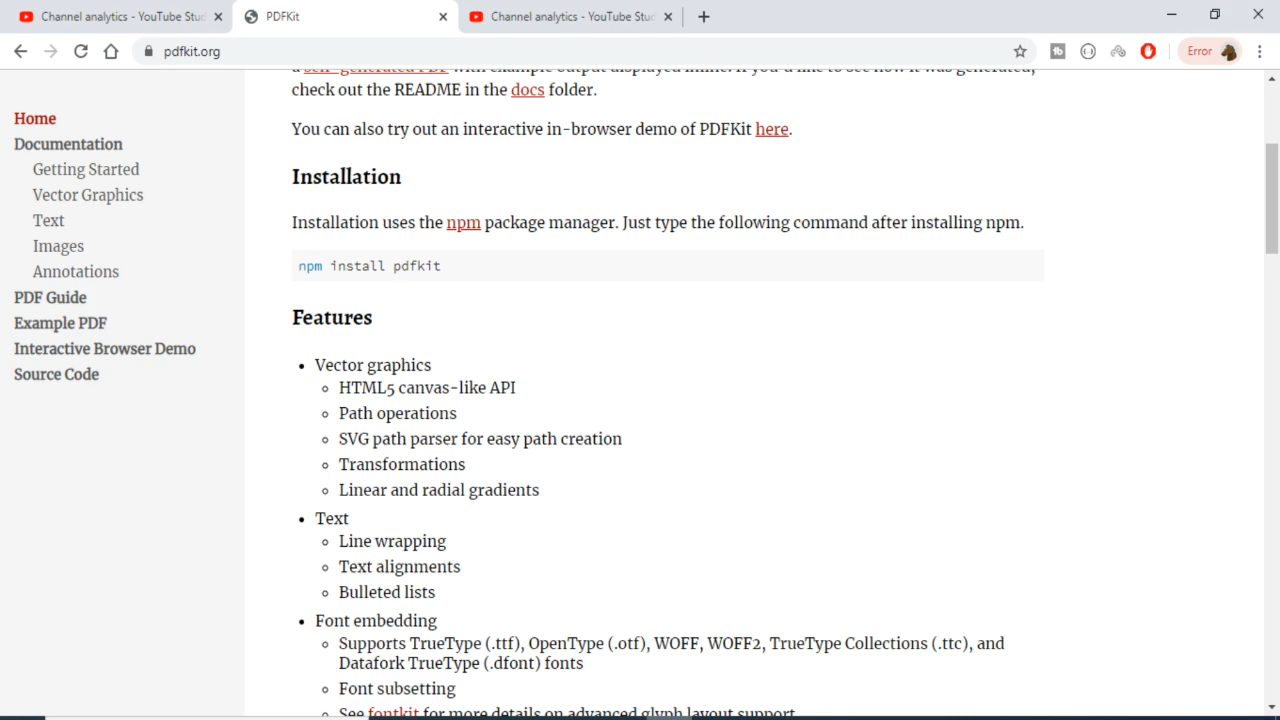 Channel analytics - YouTube Stud
PDFKit
Channel analytics - YouTube Stud
pdfkit.org
Error
Home
Documentation
Getting Started
Vector Graphics
Text
Images
Annotations
PDF Guide
Example PDF
Interactive Browser Demo
Source Code
a self-generated PDF with example output displayed inline. If you'd like to see how it was generated,
check out the README in the docs folder.
You can also try out an interactive in-browser demo of PDFKit here.
Installation
Installation uses the npm package manager. Just type the following command after installing npm.
npm install pdfkit
Features
• Vector graphics
◦ HTML5 canvas-like API
◦ Path operations
◦ SVG path parser for easy path creation
◦ Transformations
◦ Linear and radial gradients
• Text
◦ Line wrapping
◦ Text alignments
◦ Bulleted lists
• Font embedding
◦ Supports TrueType (.ttf), OpenType (.otf), WOFF, WOFF2, TrueType Collections (.ttc), and
Datafork TrueType (.dfont) fonts
◦ Font subsetting
◦ See fontkit for more details on advanced glyph layout support